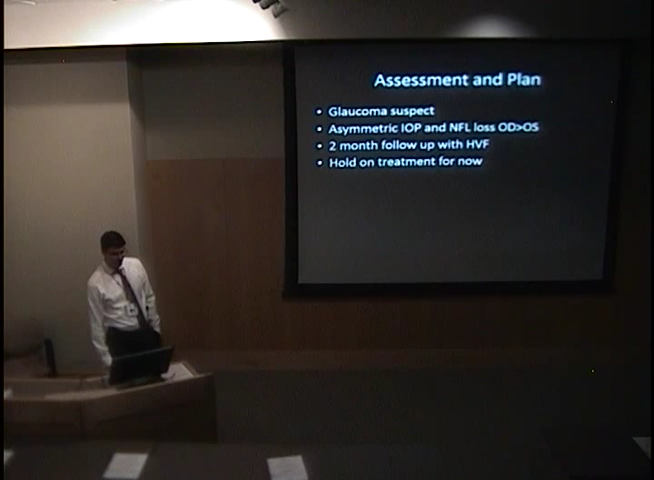 Assessment and Plan
• Glaucoma suspect
• Asymmetric IOP and NFL loss OD>OS
• 2 month follow up with HVF
• Hold on treatment for now